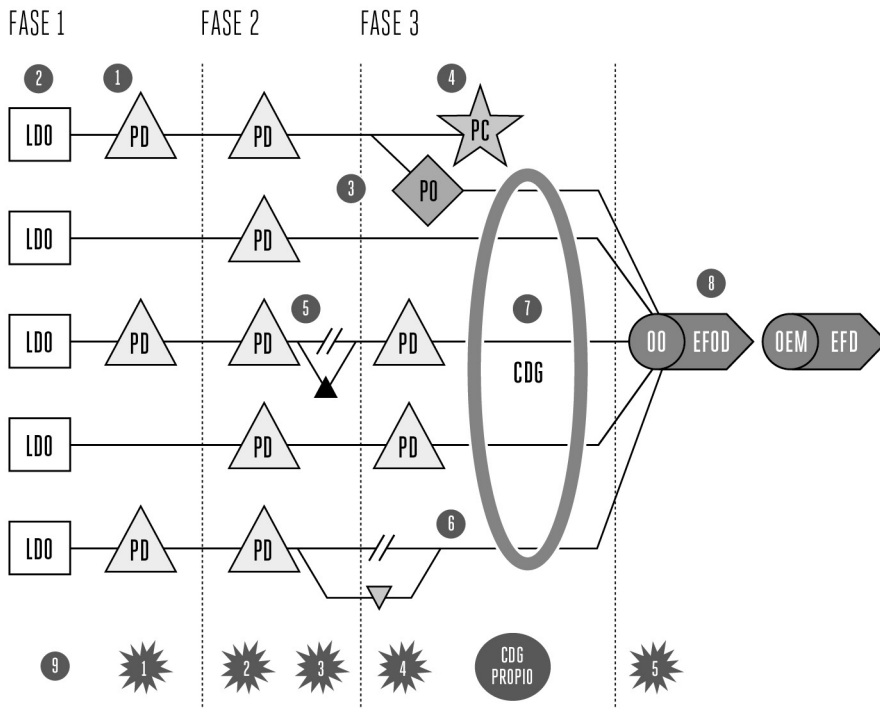 FASE 1
FASE 2
FASE 3
2
1
4
LDO
PD
PD
PC
3
PO
LDO
PD
5
7
8
LDO
PD
PD
PD
OO
EFOD
OEM
EFD
CDG
LDO
PD
PD
6
LDO
PD
PD
9
1
2
3
4
CDG
PROPIO
5